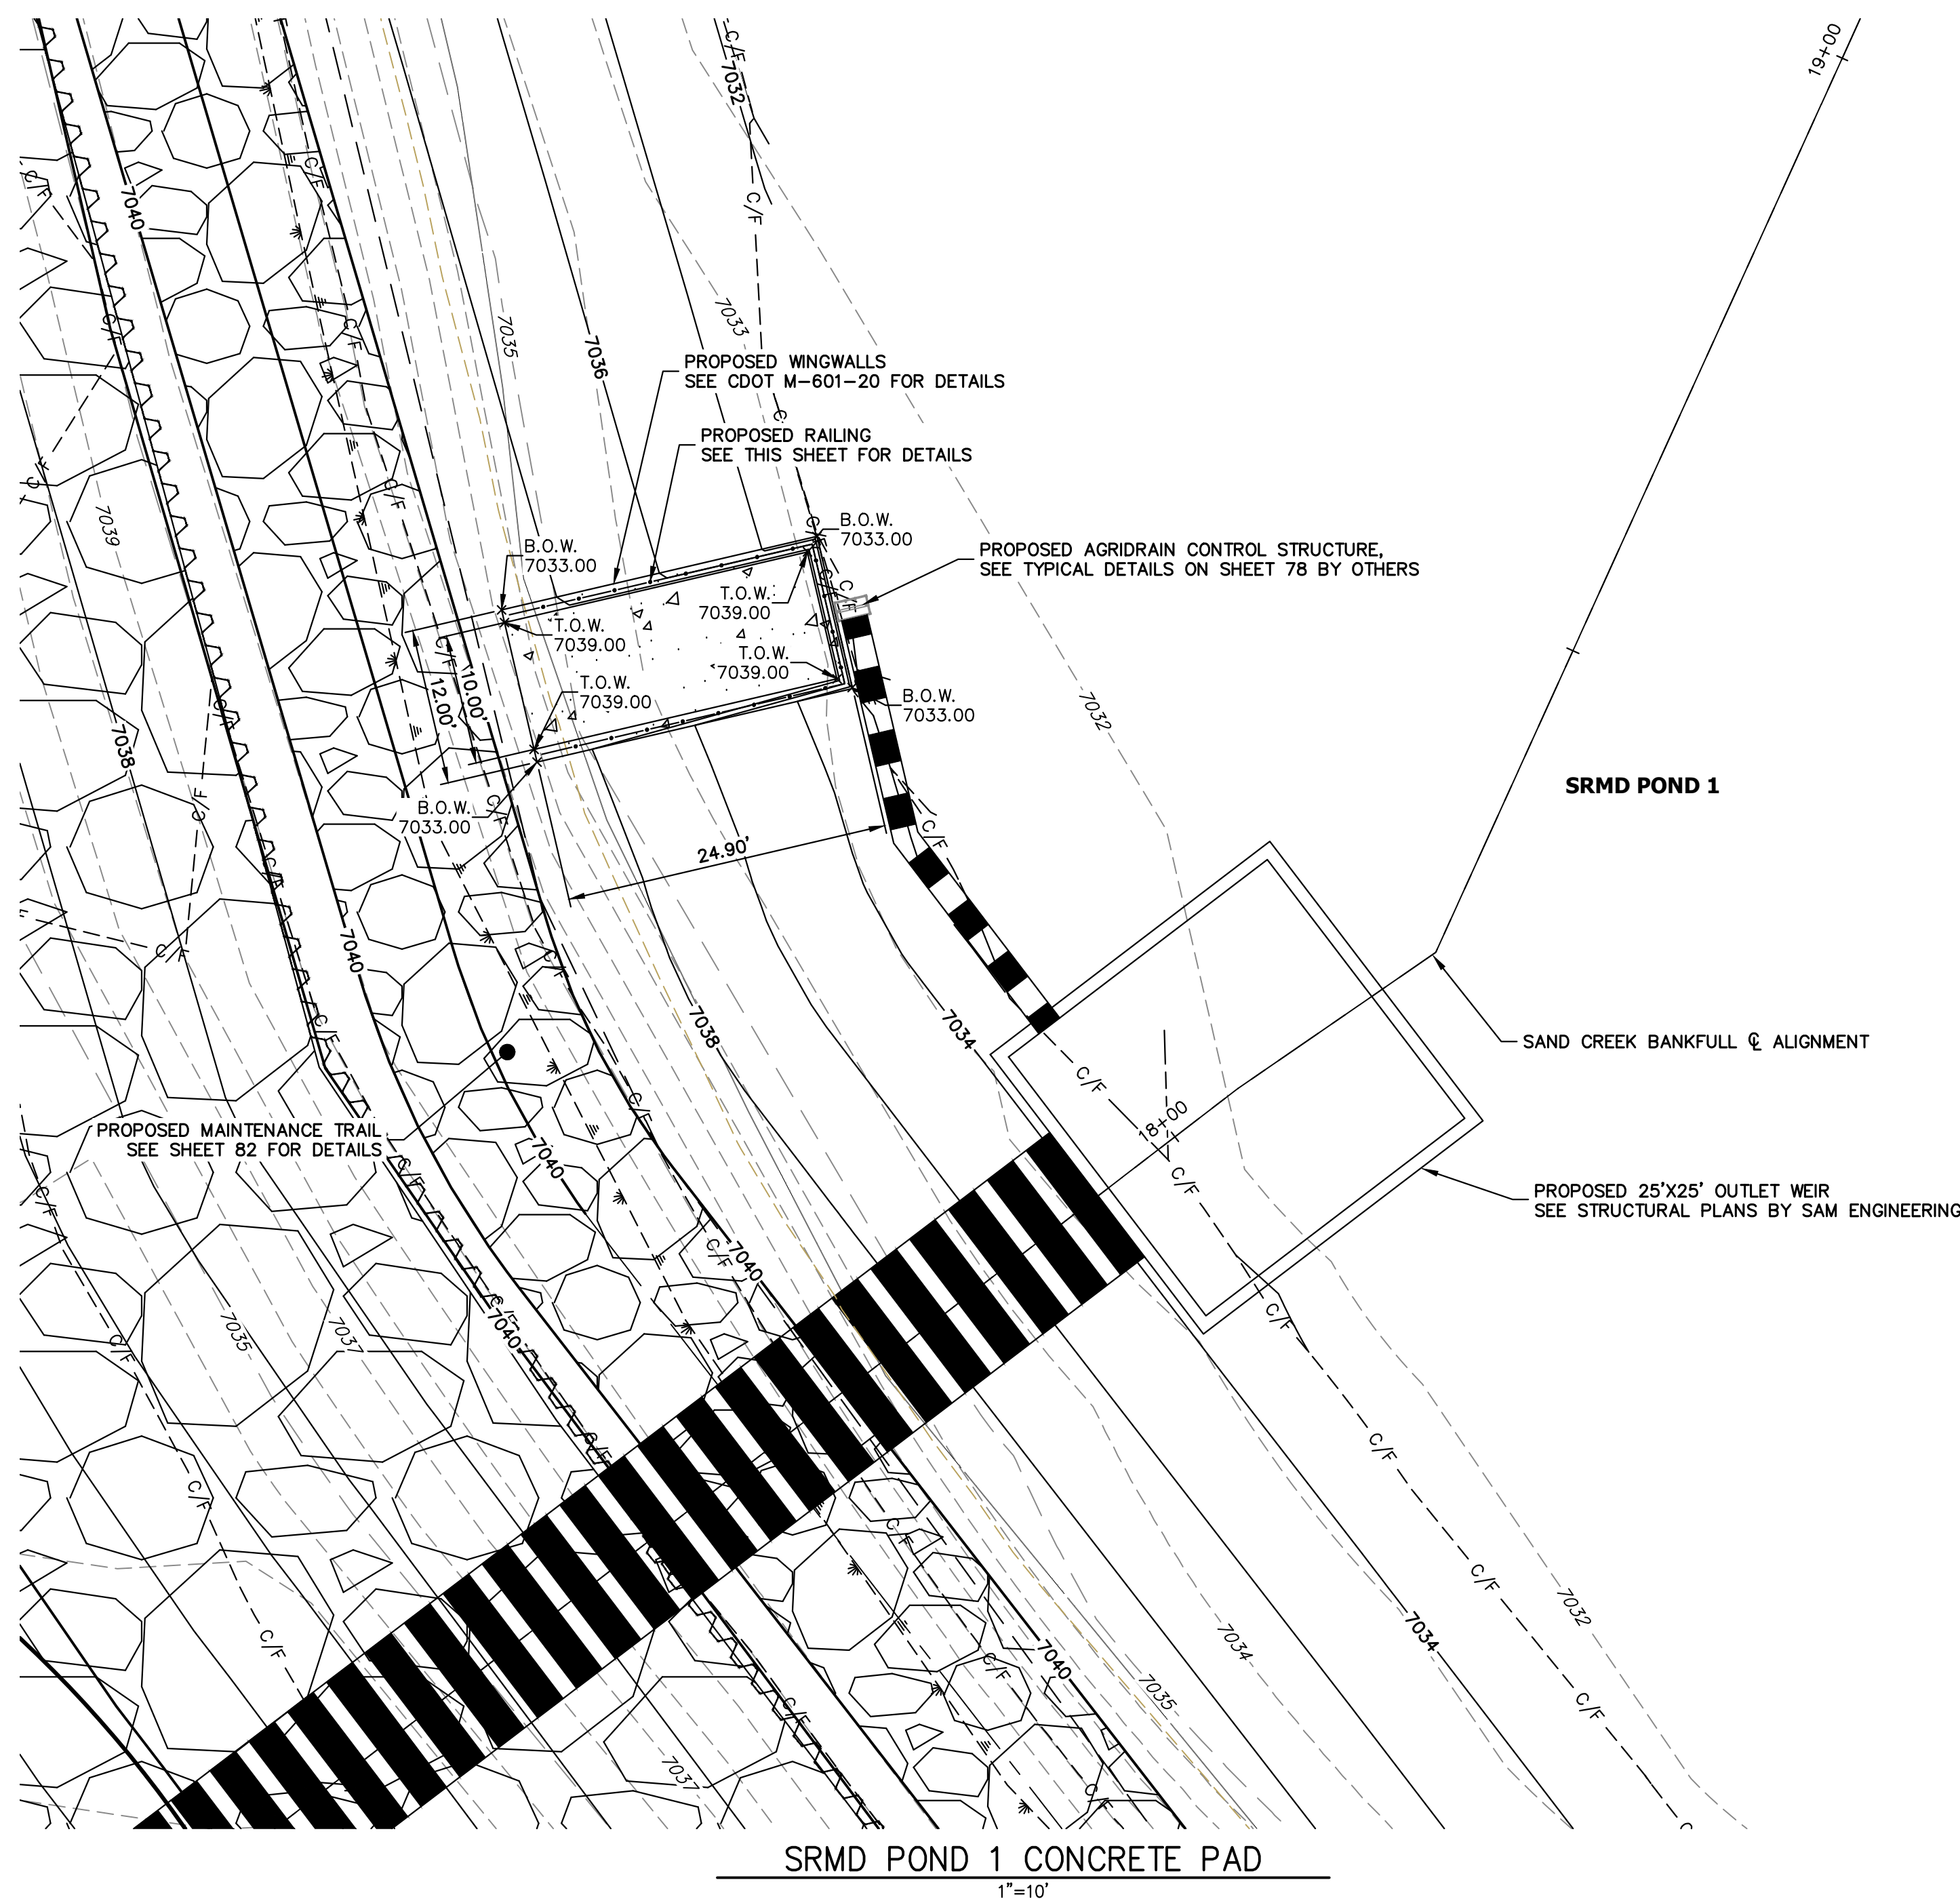 19+00
C/F
7032
C/F
C/F
C/F
7040
C/F
C/F
C/F
7033
7035
7036
PROPOSED WINGWALLS
SEE CDOT M-601-20 FOR DETAILS
PROPOSED RAILING
SEE THIS SHEET FOR DETAILS
7039
C/F
B.O.W.
7033.00
B.O.W.
7033.00
PROPOSED AGRIDRAIN CONTROL STRUCTURE,
SEE TYPICAL DETAILS ON SHEET 78 BY OTHERS
T.O.W.
7039.00
T.O.W.
7039.00
T.O.W.
7039.00
T.O.W.
7039.00
C/F
C/F
10.00'
12.00'
B.O.W.
7033.00
7032
7038
C/F
C/F
SRMD POND 1
B.O.W.
7033.00
C/F
C/F
24.90'
7040
C/F
C/F
7038
7034
SAND CREEK BANKFULL ℄ ALIGNMENT
C/F
C/F
C/F
18+00
PROPOSED MAINTENANCE TRAIL
SEE SHEET 82 FOR DETAILS
7040
C/F
C/F
C/F
PROPOSED 25'X25' OUTLET WEIR
SEE STRUCTURAL PLANS BY SAM ENGINEERING
C/F
7040
7040
7035
7037
C/F
C/F
C/F
C/F
C/F
C/F
C/F
7032
7034
7034
C/F
7040
C/F
7035
C/F
C/F
7037
C/F
SRMD POND 1 CONCRETE PAD
1"=10'